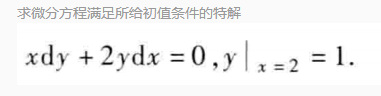 求微分方程满足所给初值条件的特解
xdy + 2ydx = 0 , y | x = 2 = 1.